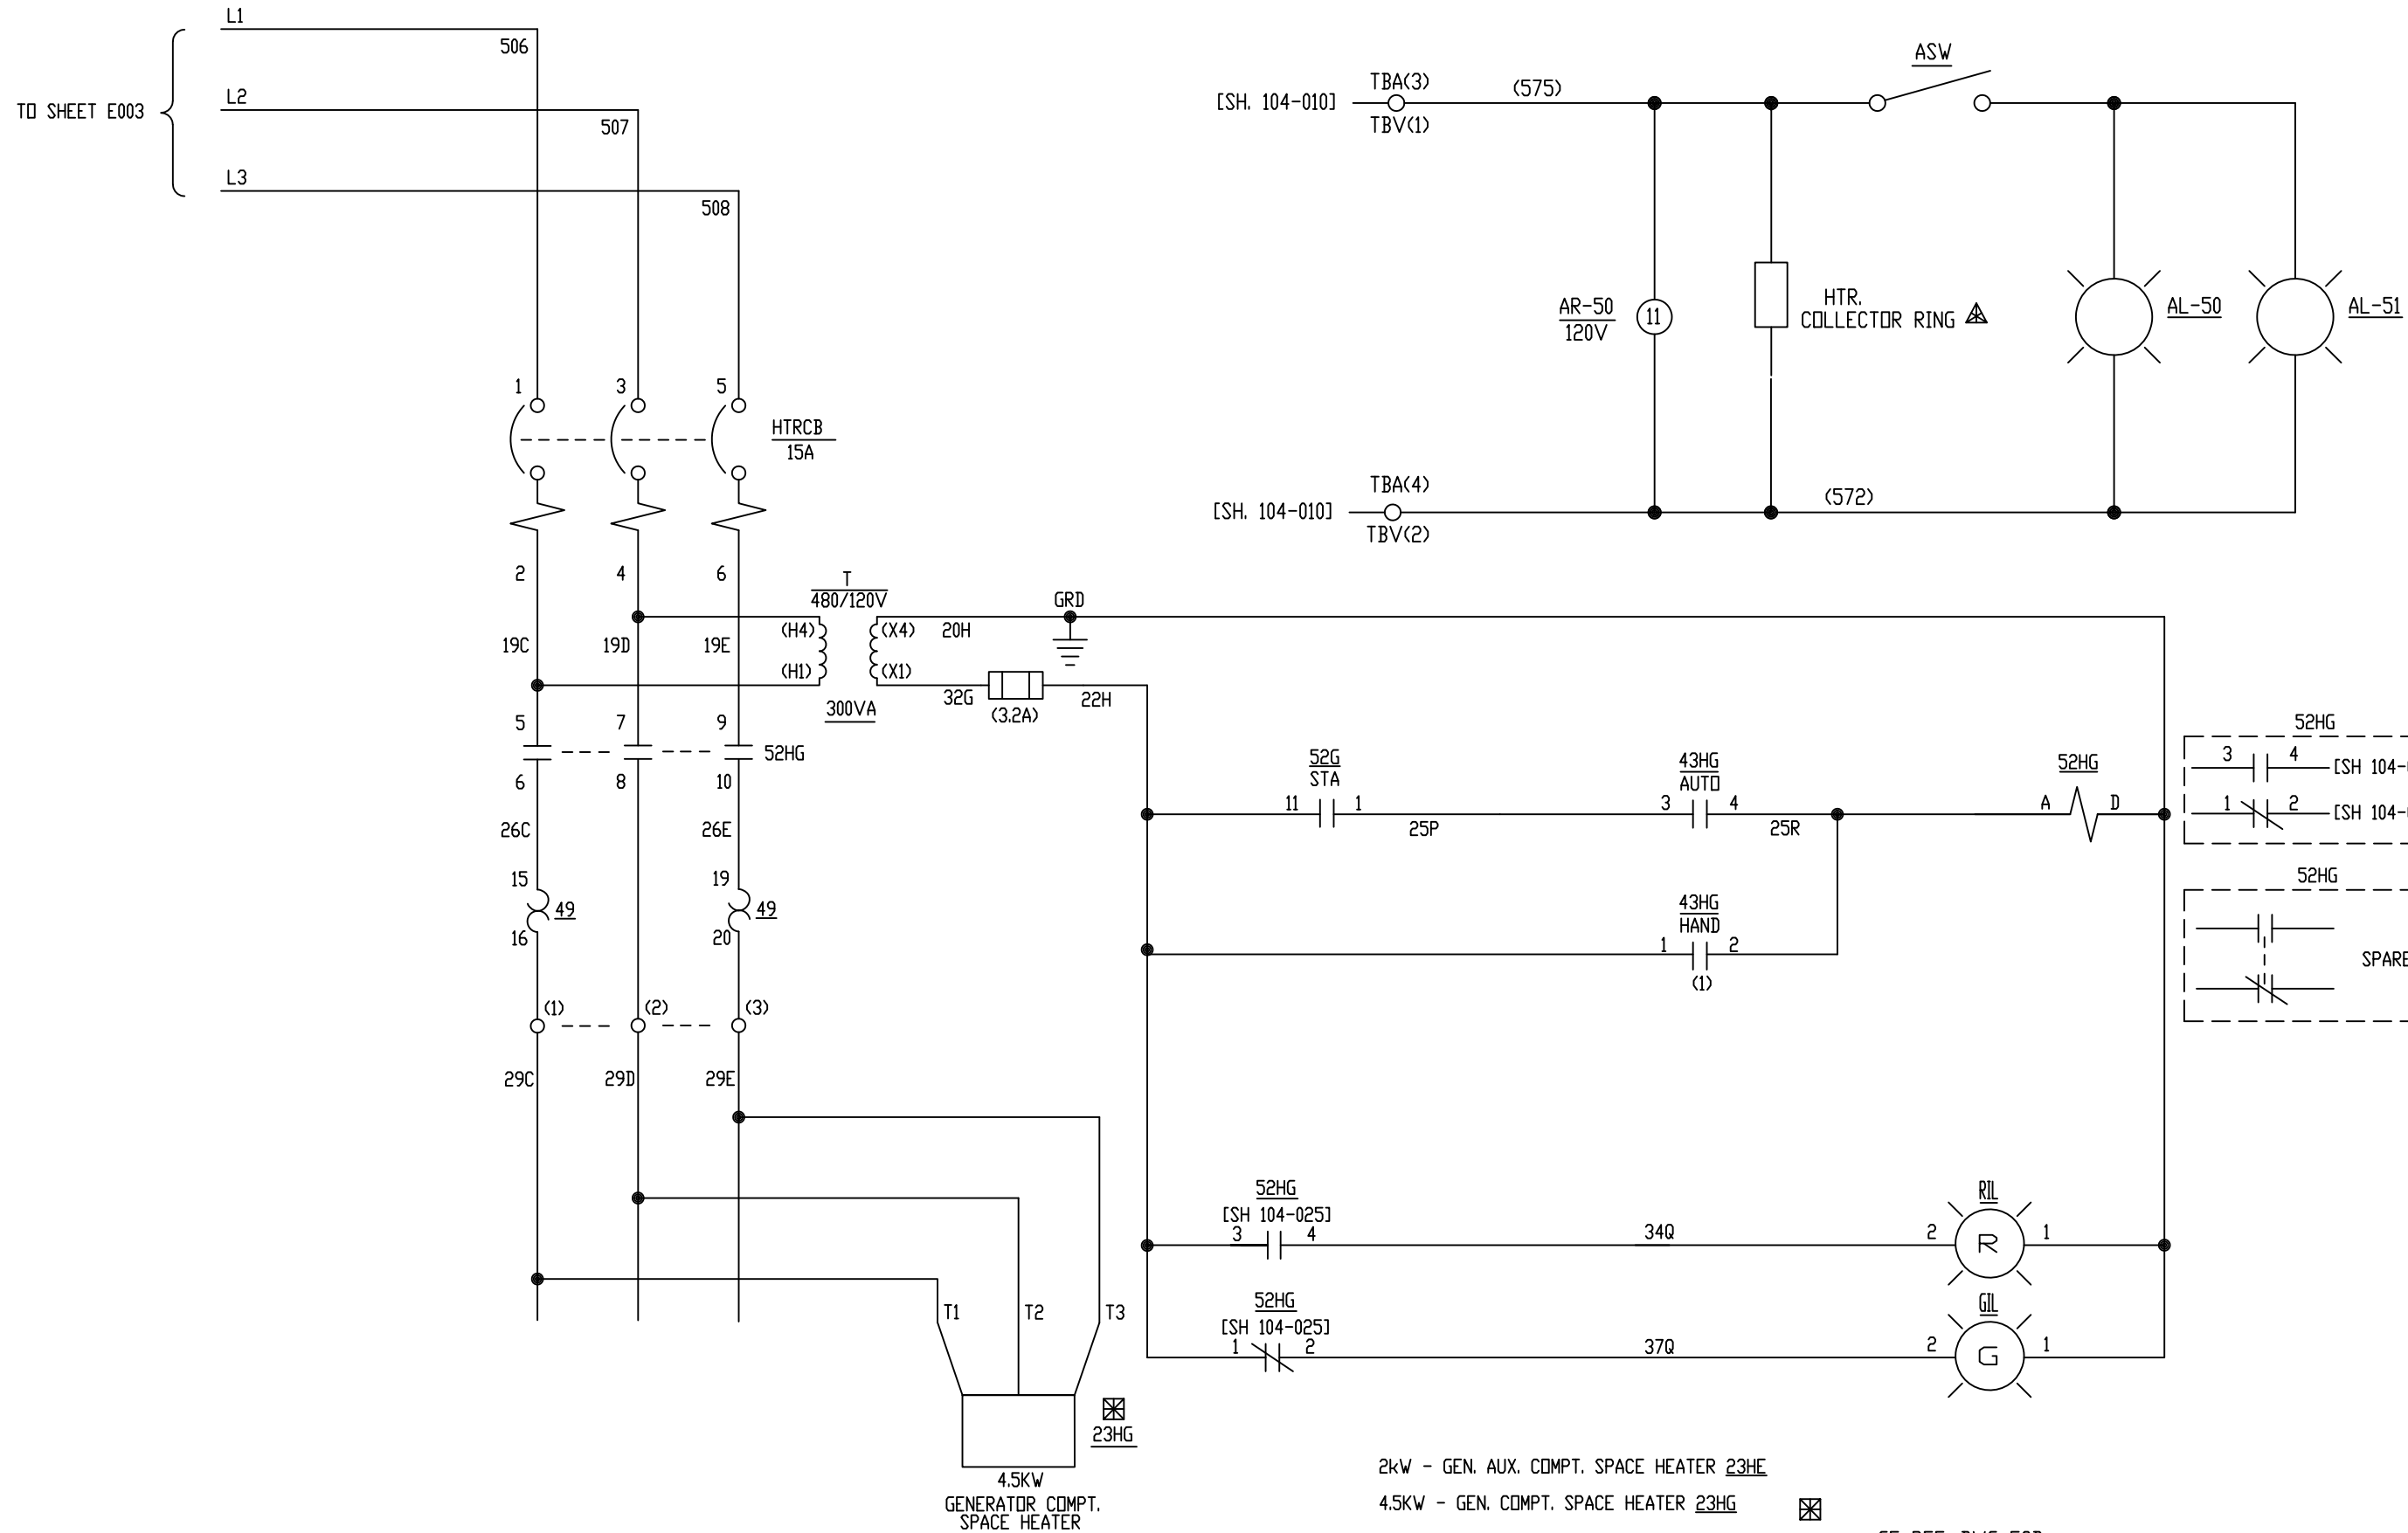 L1
506
TO SHEET E003
L2
507
L3
508
ASW
[SH. 104-010]
TBA(3)
TBV(1)
(575)
AR-50
120V
11
HTR.
COLLECTOR RING
AL-50
AL-51
1
3
5
HTRCB
15A
[SH. 104-010]
TBA(4)
TBV(2)
(572)
2
4
6
T
480/120V
GRD
19C
19D
19E
(H4)
(X4)
20H
(H1)
(X1)
32G
(3.2A)
22H
300VA
5
7
9
52HG
6
8
10
52G
STA
11
1
25P
43HG
AUTO
3
4
25R
52HG
A
D
52HG
3
4
[SH 104-
1
2
[SH 104-
26C
26E
15
49
16
19
49
20
43HG
HAND
1
2
(1)
52HG
SPARE
(1)
(2)
(3)
29C
29D
29E
52HG
[SH 104-025]
3
4
34Q
RIL
2
R
1
52HG
[SH 104-025]
1
2
37Q
GIL
2
G
1
T1
T2
T3
23HG
4.5KW
GENERATOR COMPT.
SPACE HEATER
2kW - GEN. AUX. COMPT. SPACE HEATER 23HE
4.5KW - GEN. COMPT. SPACE HEATER 23HG